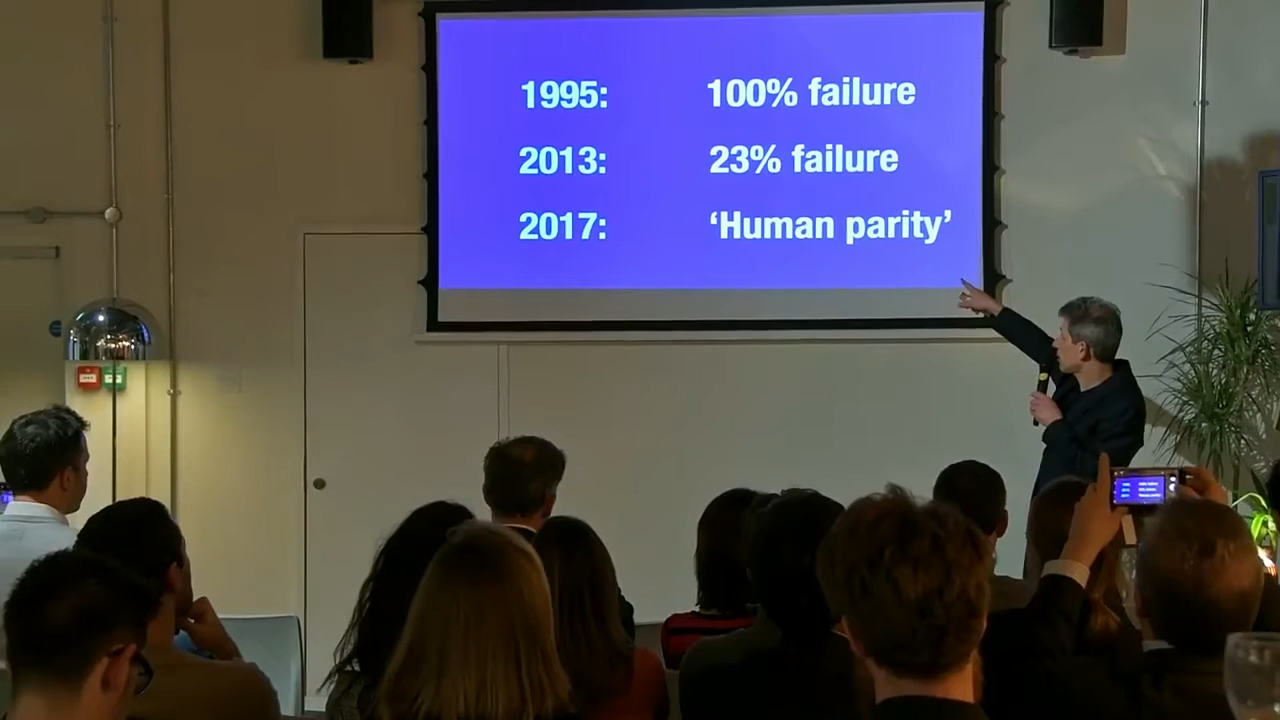 1995: 100% failure
2013: 23% failure
2017: ‘Human parity’